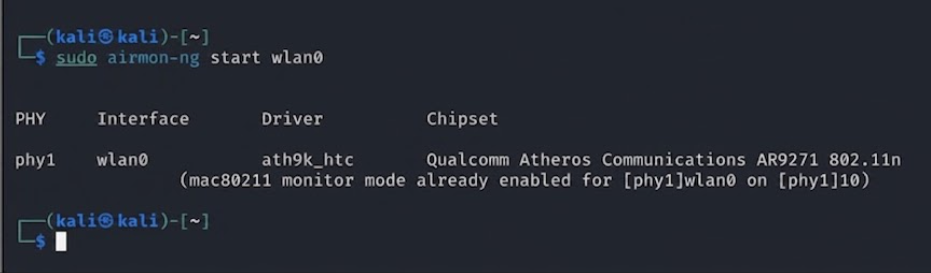 (kali㉿kali)-[~]
$ sudo airmon-ng start wlan0
PHY Interface Driver Chipset
phy1 wlan0 ath9k_htc Qualcomm Atheros Communications AR9271 802.11n
(mac80211 monitor mode already enabled for [phy1]wlan0 on [phy1]10)
(kali㉿kali)-[~]
$